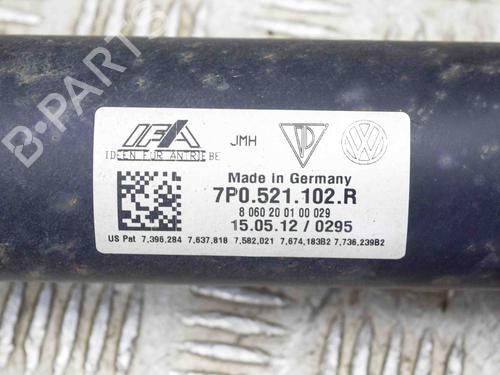 B-PARTS
IFA
IDEEN FÜR ANTRIEBE
JMH
Made in Germany
7P0.521.102.R
8 060 20 01 00 029
15.05.12 / 0295
US Pat 7,396,284 7,637,818 7,582,021 7,674,183B2 7,736,239B2